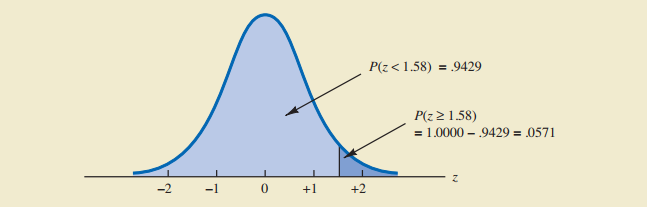 P(z < 1.58) = .9429
P(z ≥ 1.58)
= 1.0000 – .9429 = .0571
z
–2 –1 0 +1 +2